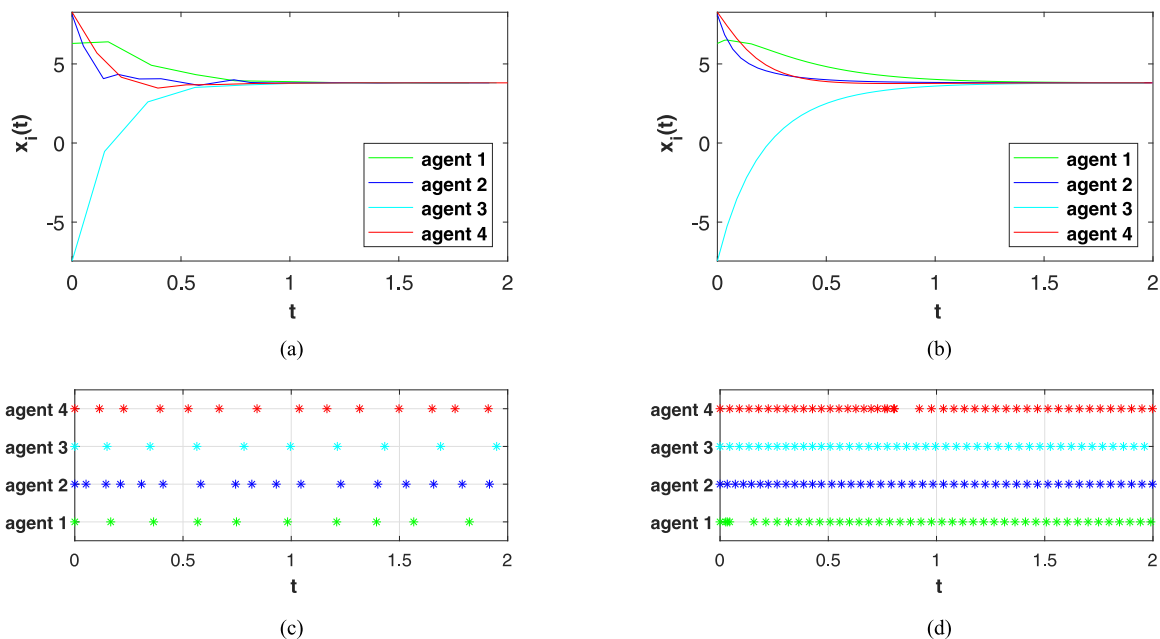 5
0
-5
x_i(t)
agent 1
agent 2
agent 3
agent 4
0 0.5 1 1.5 2
t
(a)
5
0
-5
x_i(t)
agent 1
agent 2
agent 3
agent 4
0 0.5 1 1.5 2
t
(b)
agent 4
agent 3
agent 2
agent 1
0 0.5 1 1.5 2
t
(c)
agent 4
agent 3
agent 2
agent 1
0 0.5 1 1.5 2
t
(d)